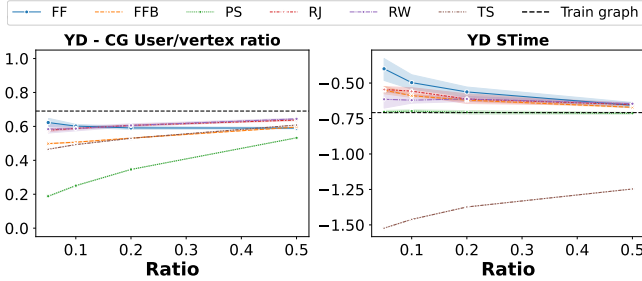 FF FFB PS RJ RW TS Train graph
YD - CG User/vertex ratio
1.0
0.8
0.6
0.4
0.2
0.0
0.1 0.2 0.3 0.4 0.5
Ratio
YD STime
−0.50
−0.75
−1.00
−1.25
−1.50
0.1 0.2 0.3 0.4 0.5
Ratio